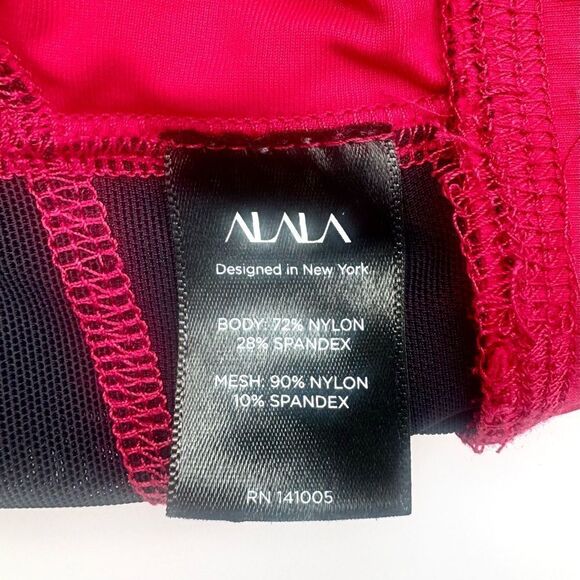 ALALA
Designed in New York
BODY: 72% NYLON
28% SPANDEX
MESH: 90% NYLON
10% SPANDEX
RN 141005